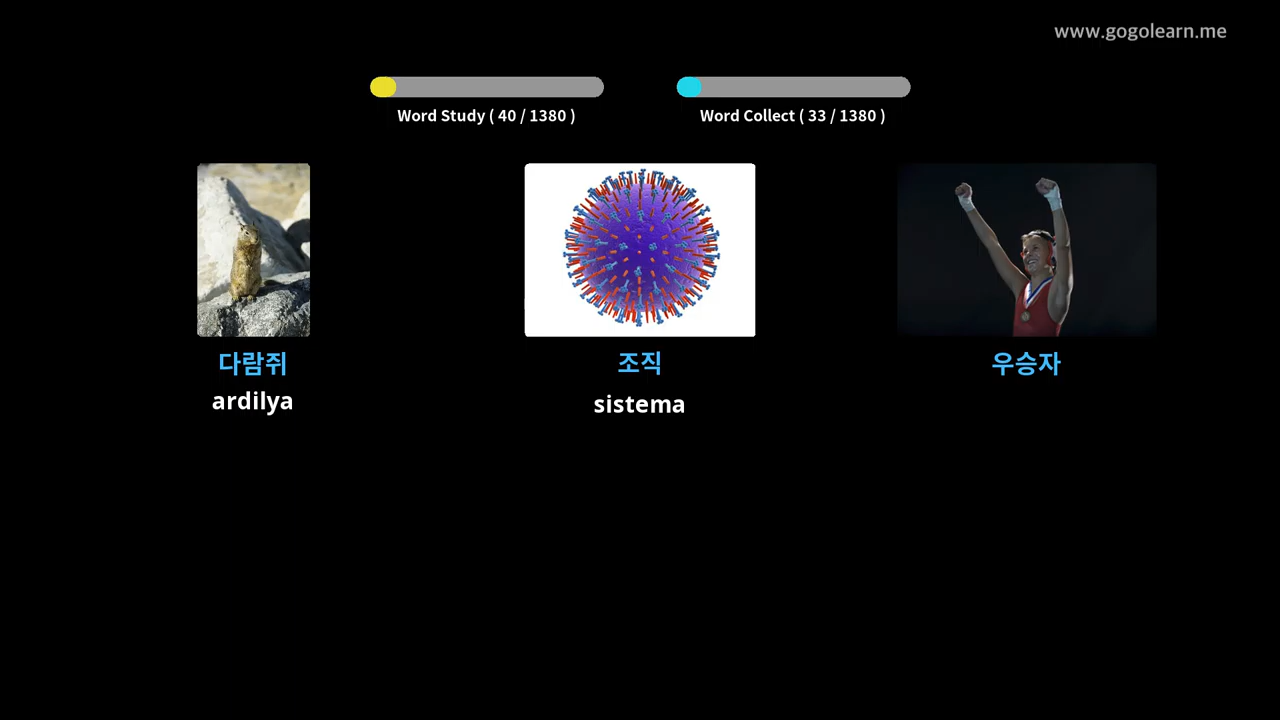 www.gogolearn.me
Word Study ( 40 / 1380 )
Word Collect ( 33 / 1380 )
다람쥐
조직
우승자
ardilya
sistema